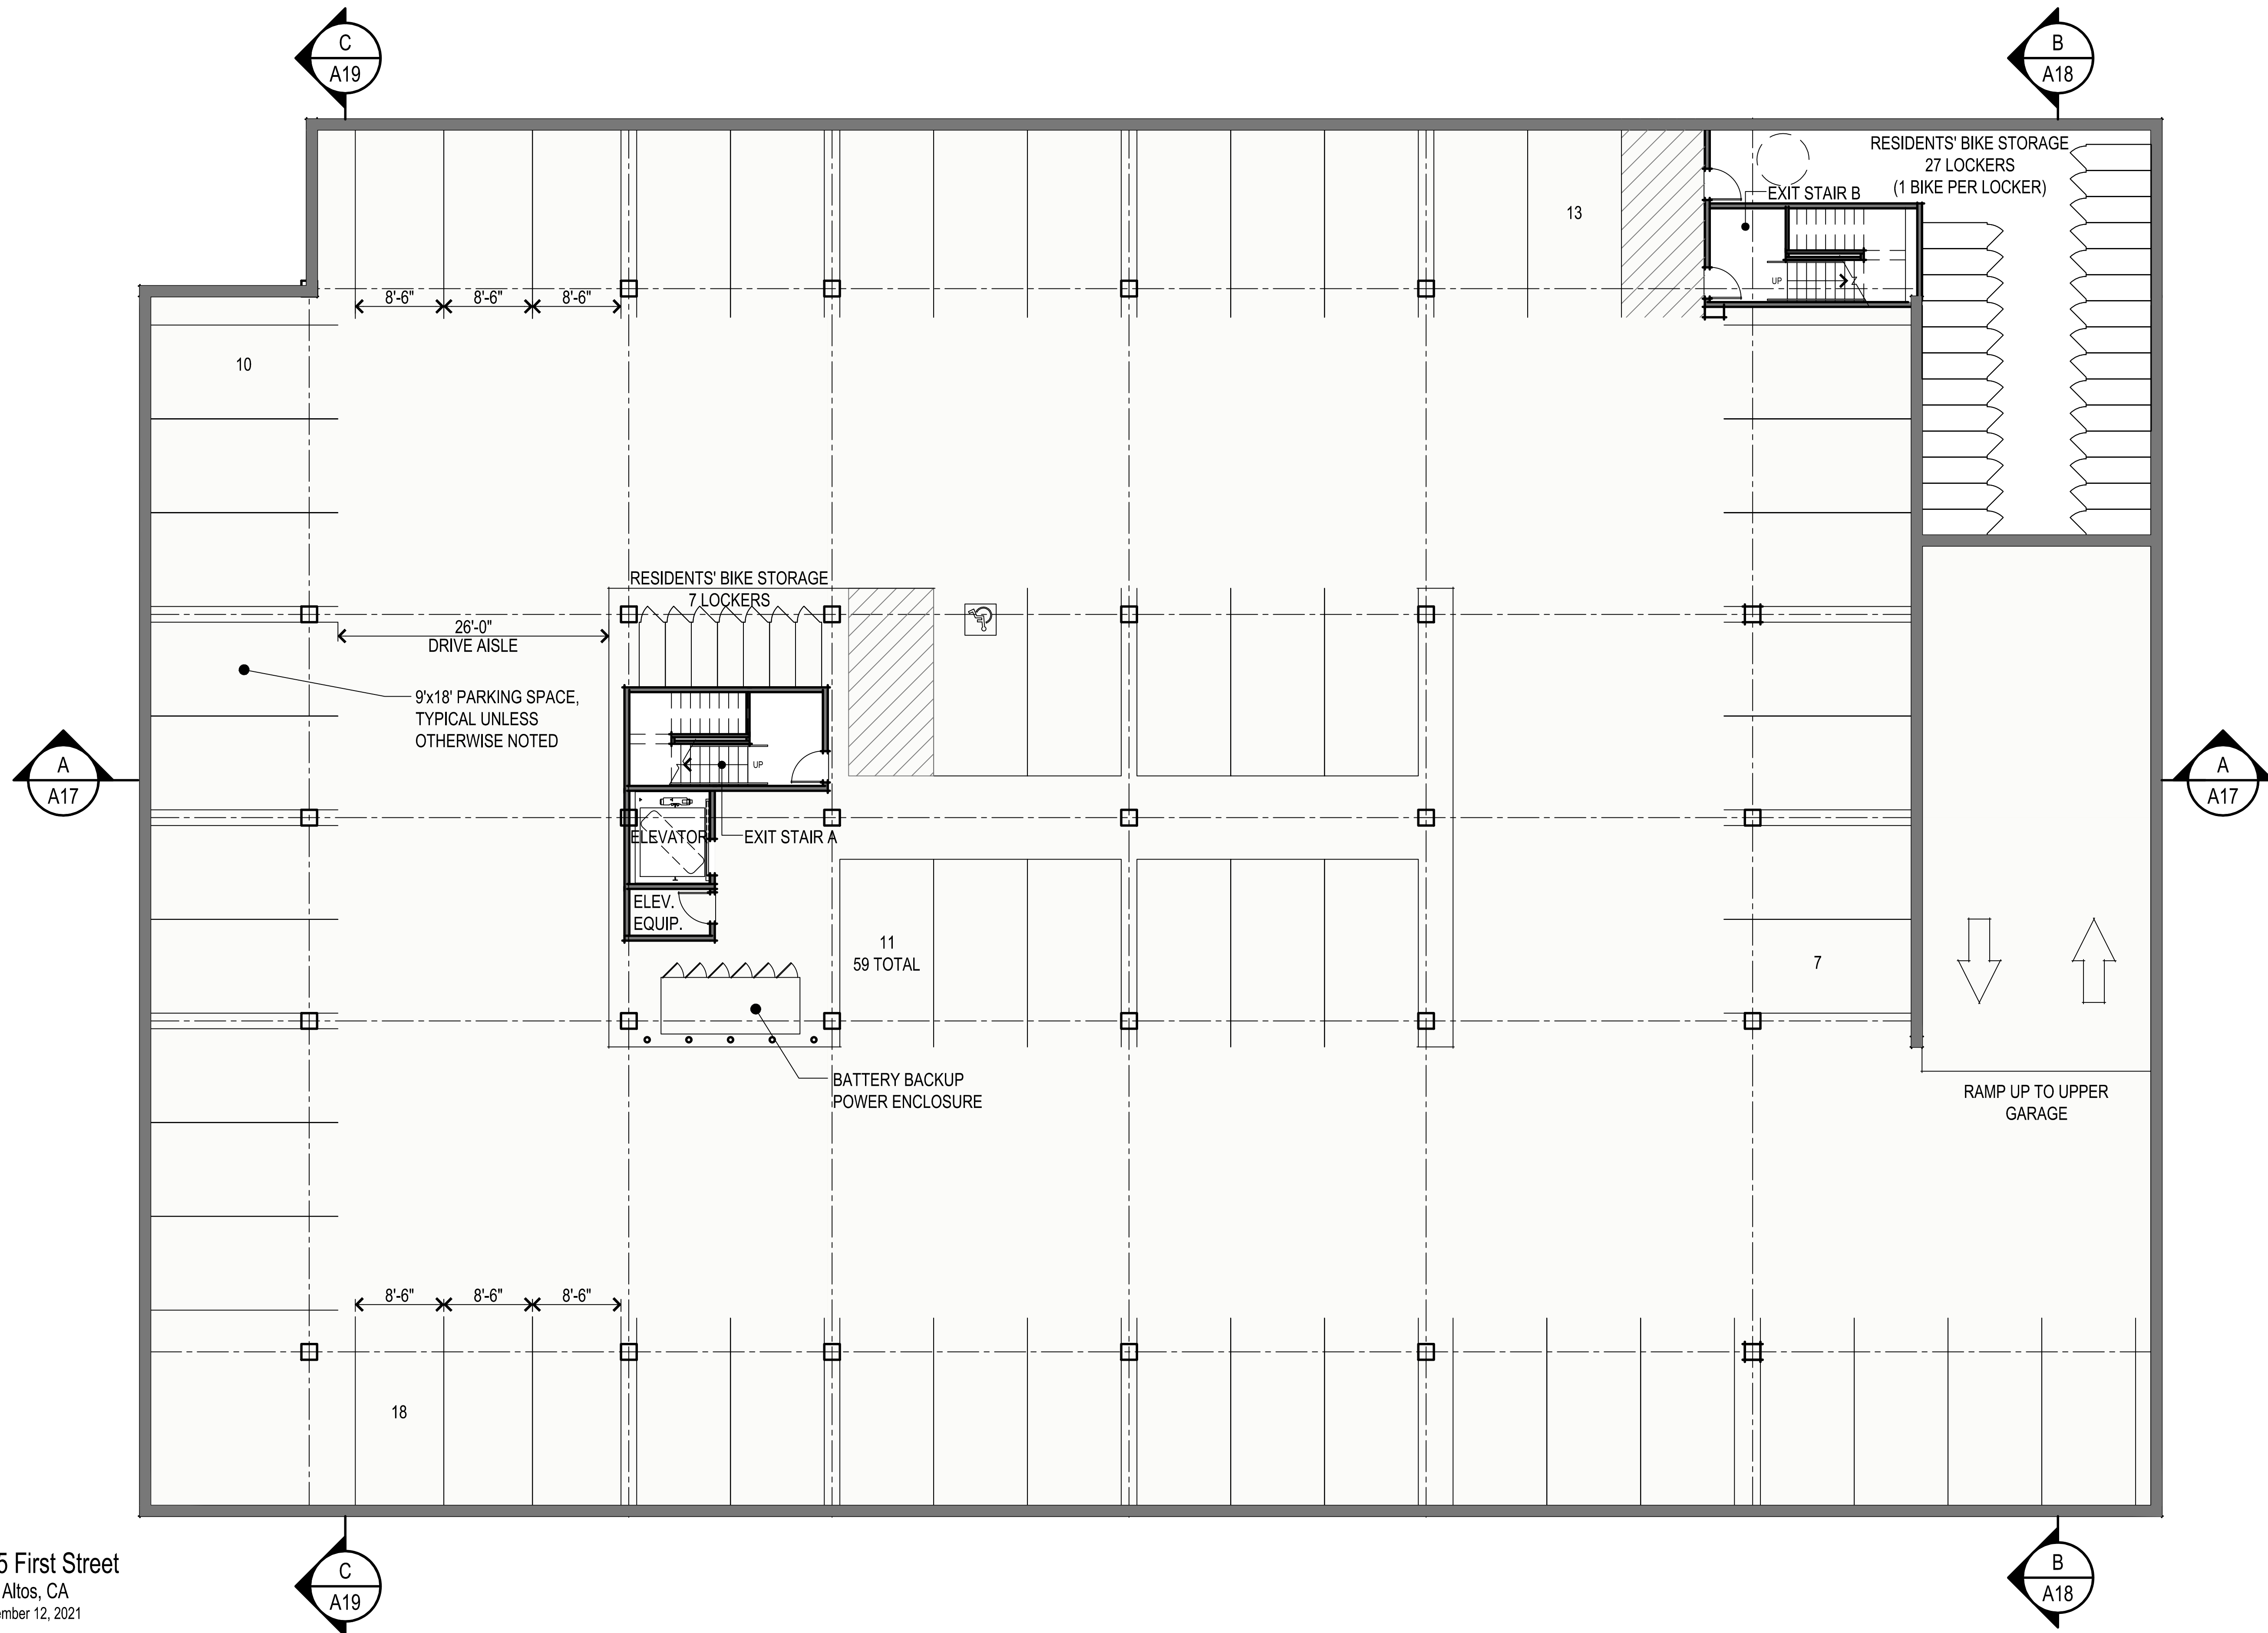 C
A19
B
A18
RESIDENTS' BIKE STORAGE
27 LOCKERS
(1 BIKE PER LOCKER)
EXIT STAIR B
13
UP
8'-6" 8'-6" 8'-6"
10
RESIDENTS' BIKE STORAGE
7 LOCKERS
26'-0"
DRIVE AISLE
9'x18' PARKING SPACE,
TYPICAL UNLESS
OTHERWISE NOTED
UP
A
A17
A
A17
ELEVATOR
EXIT STAIR A
ELEV.
EQUIP.
11
59 TOTAL
7
BATTERY BACKUP
POWER ENCLOSURE
RAMP UP TO UPPER
GARAGE
8'-6" 8'-6" 8'-6"
18
5 First Street
Altos, CA
ember 12, 2021
C
A19
B
A18